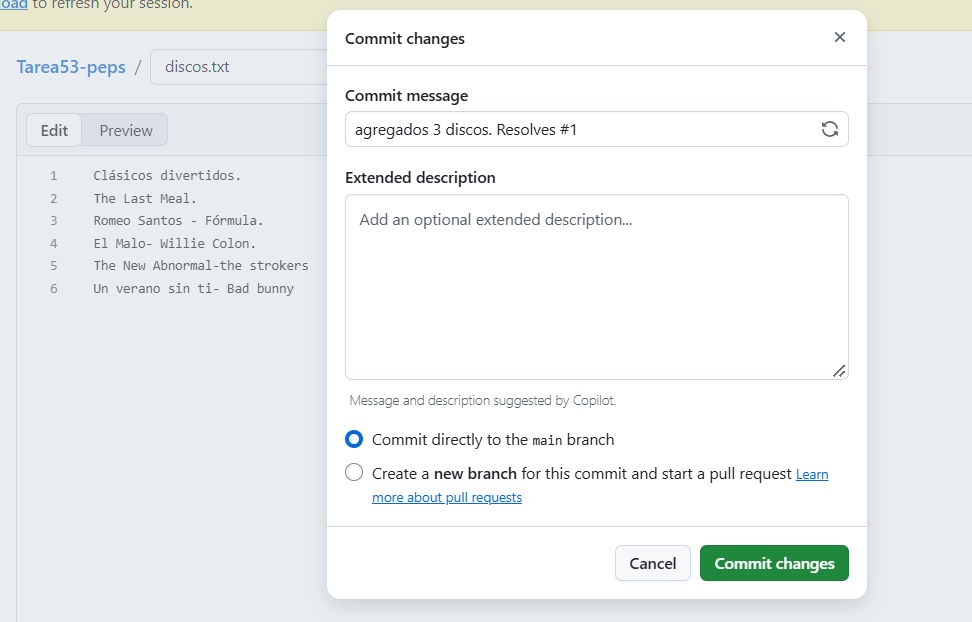 load to refresh your session.
Tarea53-peps / discos.txt
Edit Preview
1 Clásicos divertidos.
2 The Last Meal.
3 Romeo Santos - Fórmula.
4 El Malo- Willie Colon.
5 The New Abnormal-the strokers
6 Un verano sin ti- Bad bunny
Commit changes
Commit message
agregados 3 discos. Resolves #1
Extended description
Add an optional extended description...
Message and description suggested by Copilot.
Commit directly to the main branch
Create a new branch for this commit and start a pull request Learn
more about pull requests
Cancel Commit changes